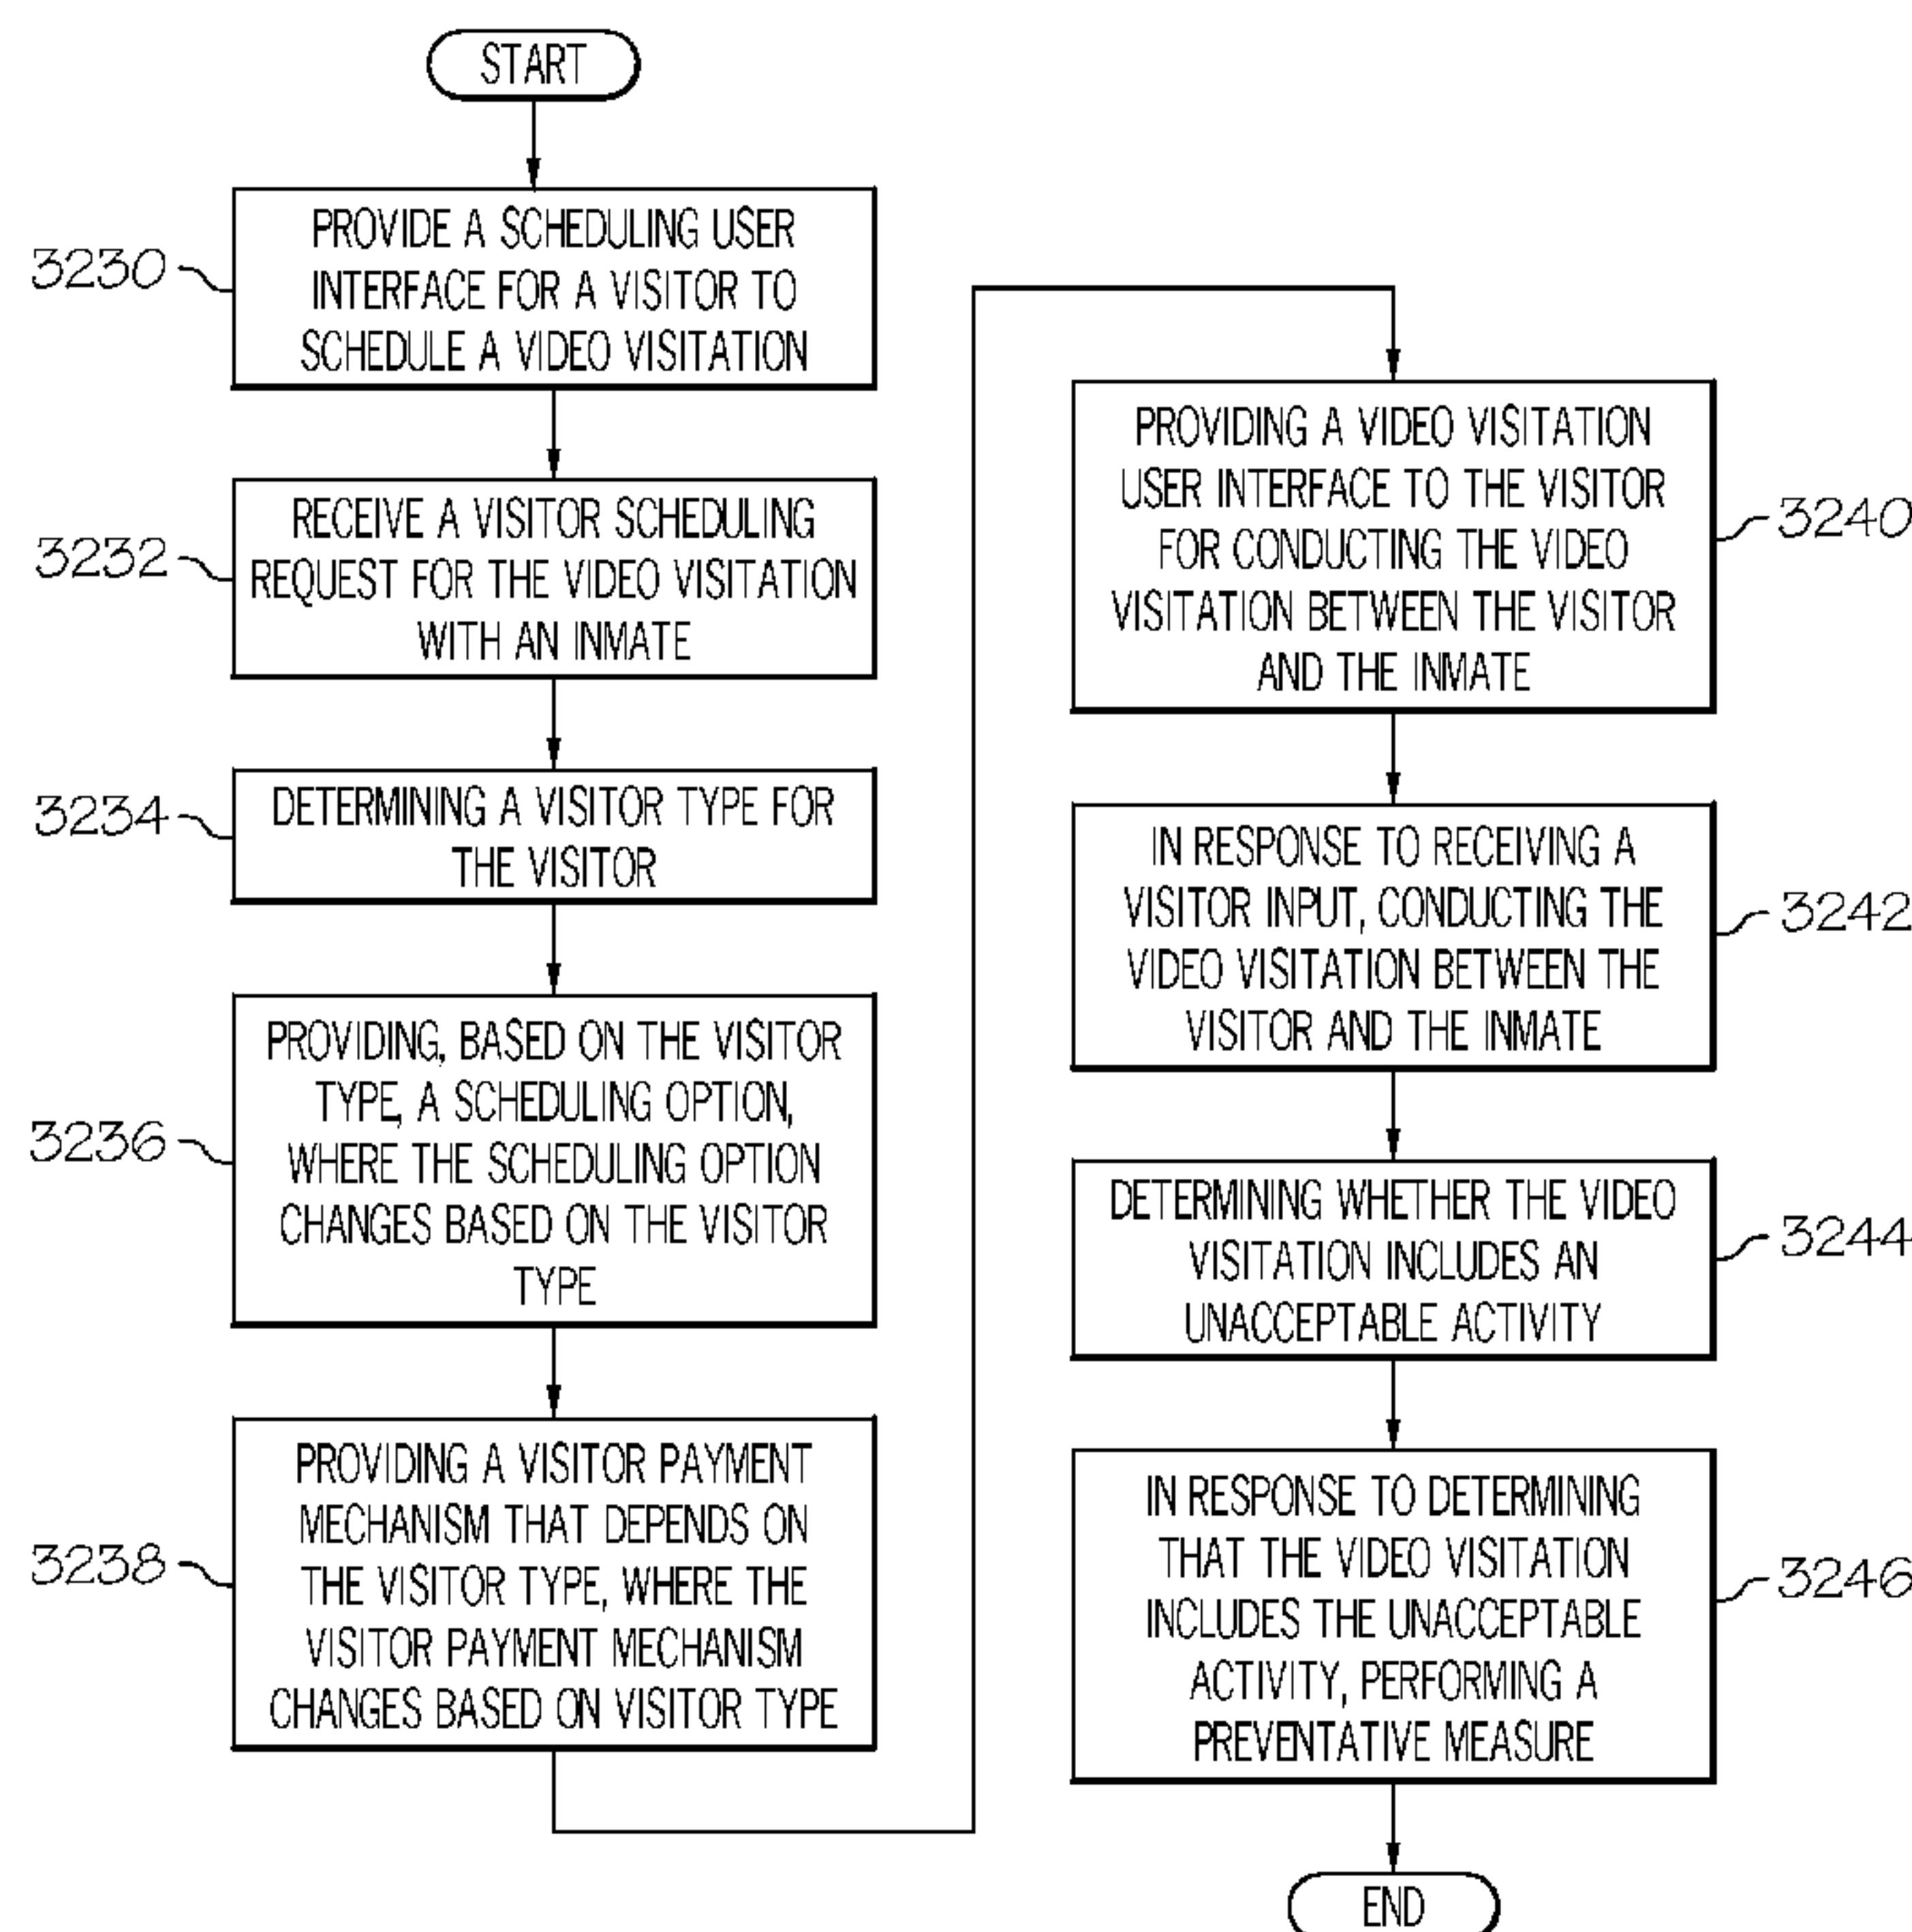 START
3230
PROVIDE A SCHEDULING USER
INTERFACE FOR A VISITOR TO
SCHEDULE A VIDEO VISITATION
3232
RECEIVE A VISITOR SCHEDULING
REQUEST FOR THE VIDEO VISITATION
WITH AN INMATE
3234
DETERMINING A VISITOR TYPE FOR
THE VISITOR
3236
PROVIDING, BASED ON THE VISITOR
TYPE, A SCHEDULING OPTION,
WHERE THE SCHEDULING OPTION
CHANGES BASED ON THE VISITOR
TYPE
3238
PROVIDING A VISITOR PAYMENT
MECHANISM THAT DEPENDS ON
THE VISITOR TYPE, WHERE THE
VISITOR PAYMENT MECHANISM
CHANGES BASED ON VISITOR TYPE
PROVIDING A VIDEO VISITATION
USER INTERFACE TO THE VISITOR
FOR CONDUCTING THE VIDEO
VISITATION BETWEEN THE VISITOR
AND THE INMATE
3240
IN RESPONSE TO RECEIVING A
VISITOR INPUT, CONDUCTING THE
VIDEO VISITATION BETWEEN THE
VISITOR AND THE INMATE
3242
DETERMINING WHETHER THE VIDEO
VISITATION INCLUDES AN
UNACCEPTABLE ACTIVITY
3244
IN RESPONSE TO DETERMINING
THAT THE VIDEO VISITATION
INCLUDES THE UNACCEPTABLE
ACTIVITY, PERFORMING A
PREVENTATIVE MEASURE
3246
END